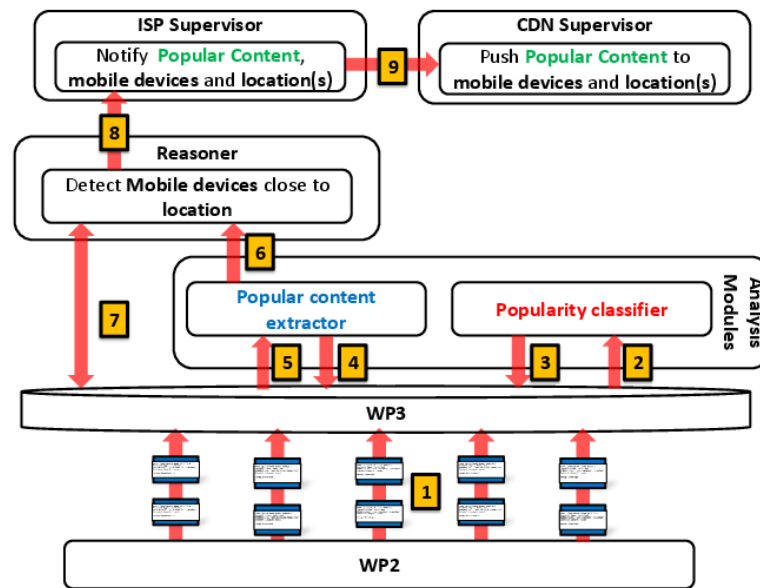 ISP Supervisor
Notify Popular Content,
mobile devices and location(s)
9
CDN Supervisor
Push Popular Content to
mobile devices and location(s)
8
Reasoner
Detect Mobile devices close to
location
6
7
Analysis
Modules
Popular content
extractor
Popularity classifier
5
4
3
2
WP3
1
WP2